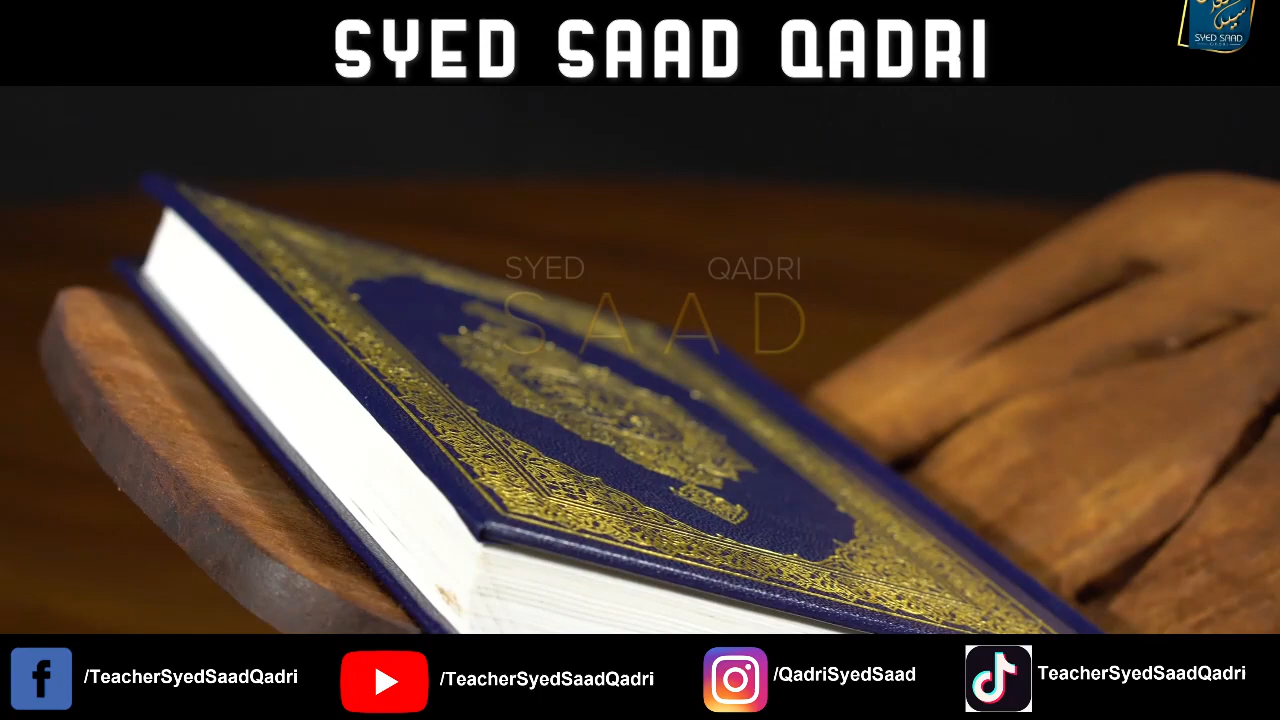 SYED SAAD QADRI
SYED SAAD
SYED QADRI
SAAD
/TeacherSyedSaadQadri
/TeacherSyedSaadQadri
/QadriSyedSaad
TeacherSyedSaadQadri